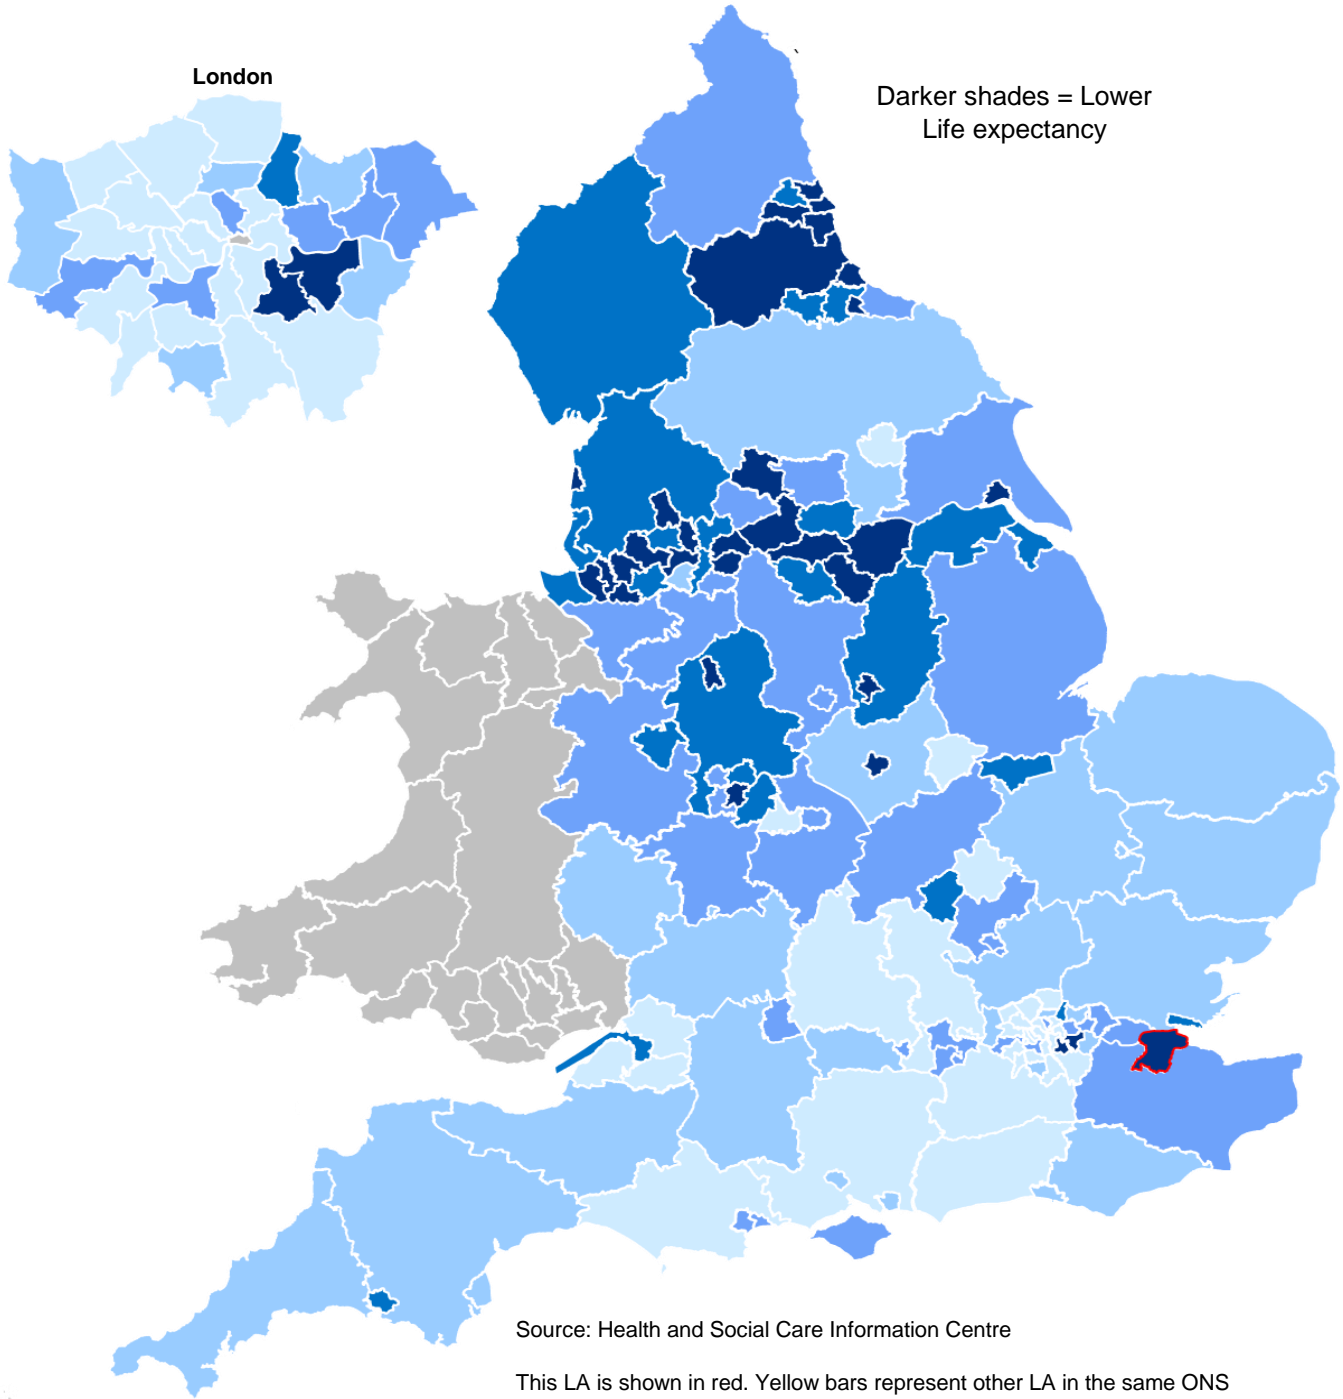 London
Darker shades = Lower
Life expectancy
Source: Health and Social Care Information Centre
This LA is shown in red. Yellow bars represent other LA in the same ONS